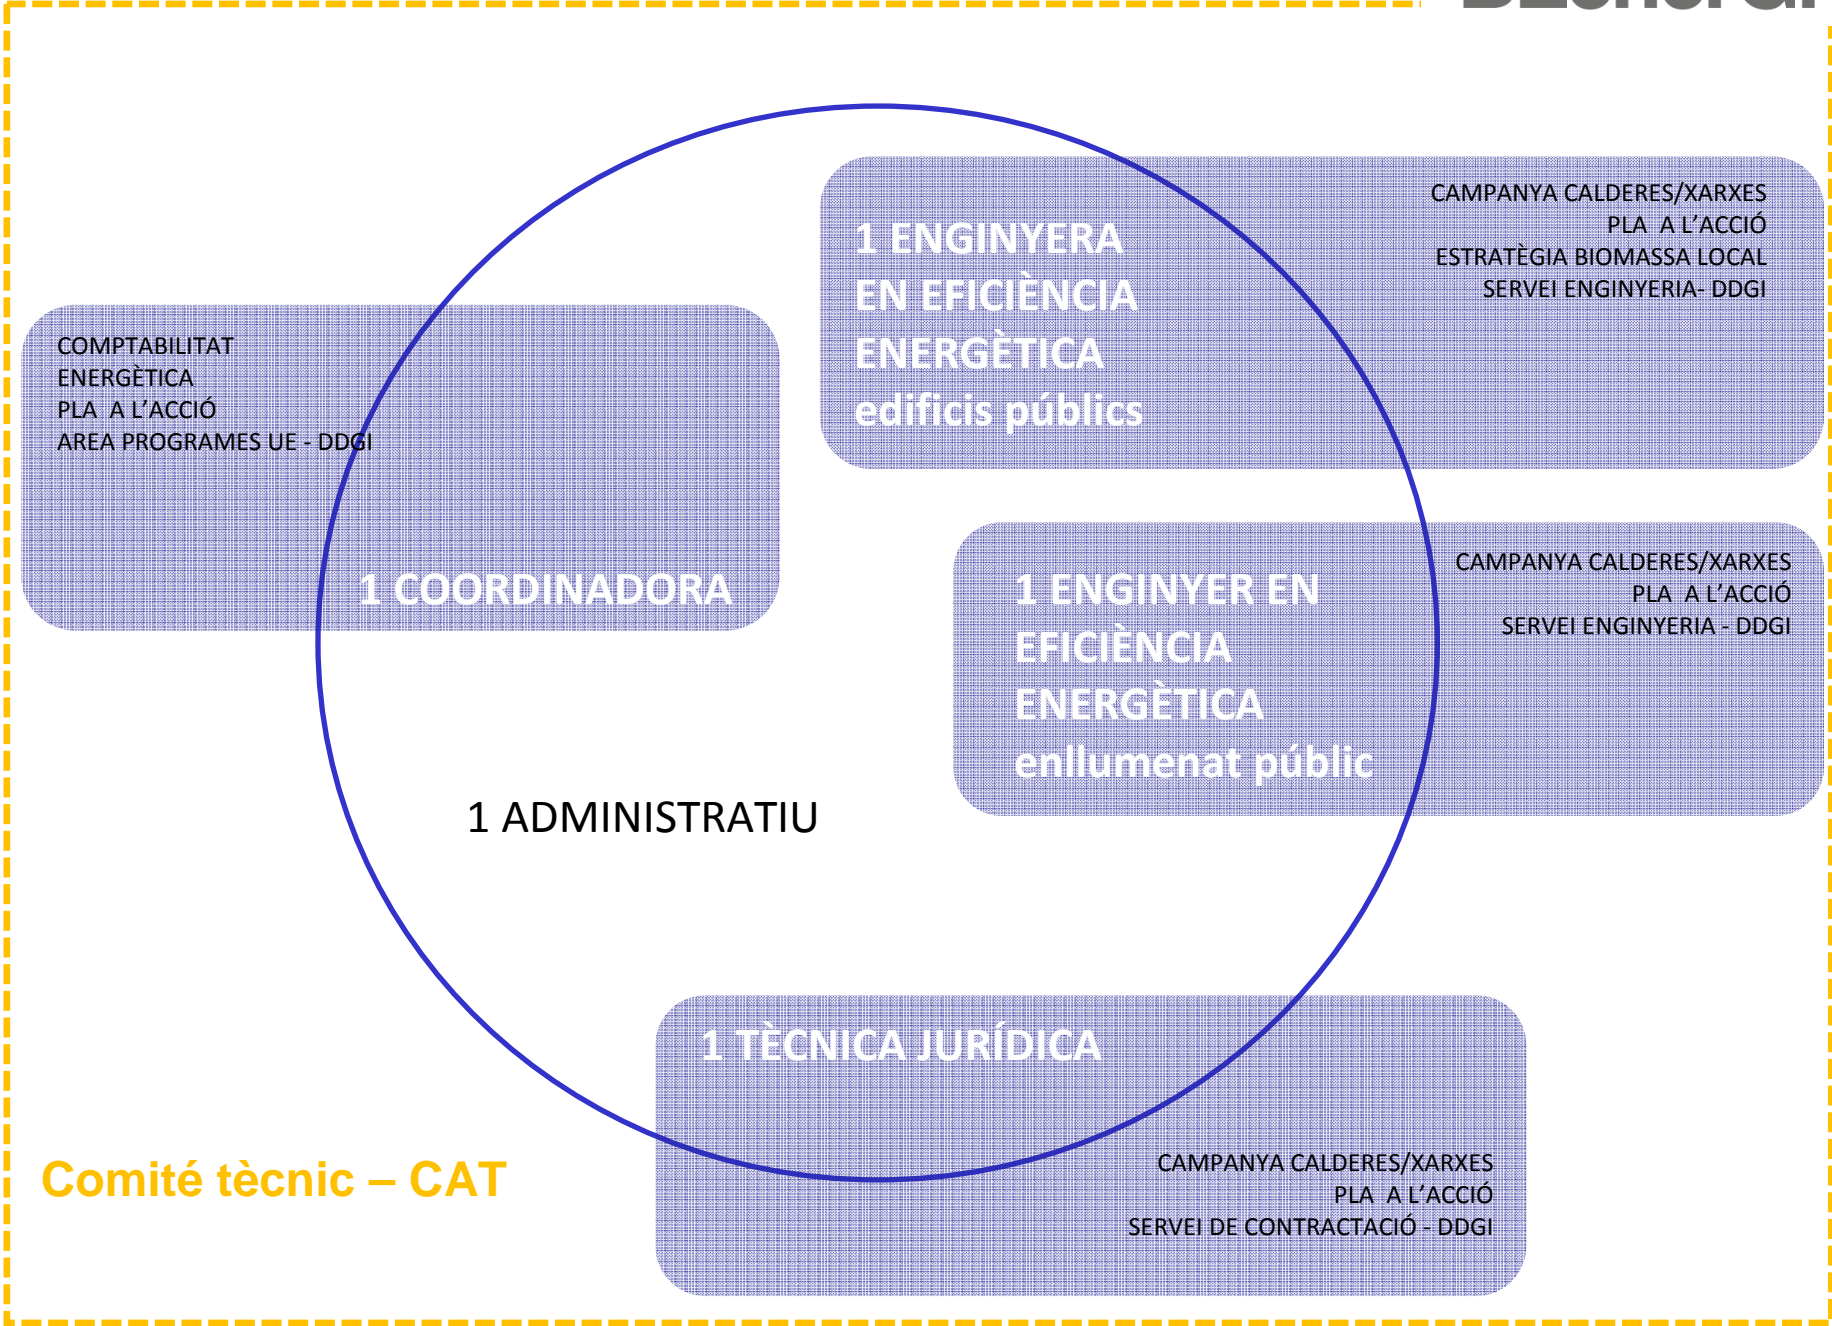 CAMPANYA CALDERES/XARXES
PLA A L'ACCIÓ
ESTRATÈGIA BIOMASSA LOCAL
SERVEI ENGINYERIA- DDGI
1 ENGINYERA
EN EFICIÈNCIA
ENERGÈTICA
edificis públics
COMPTABILITAT
ENERGÈTICA
PLA A L'ACCIÓ
AREA PROGRAMES UE - DDGI
1 COORDINADORA
1 ENGINYER EN
EFICIÈNCIA
ENERGÈTICA
enllumenat públic
CAMPANYA CALDERES/XARXES
PLA A L'ACCIÓ
SERVEI ENGINYERIA - DDGI
1 ADMINISTRATIU
1 TÈCNICA JURÍDICA
CAMPANYA CALDERES/XARXES
PLA A L'ACCIÓ
SERVEI DE CONTRACTACIÓ - DDGI
Comité tècnic – CAT